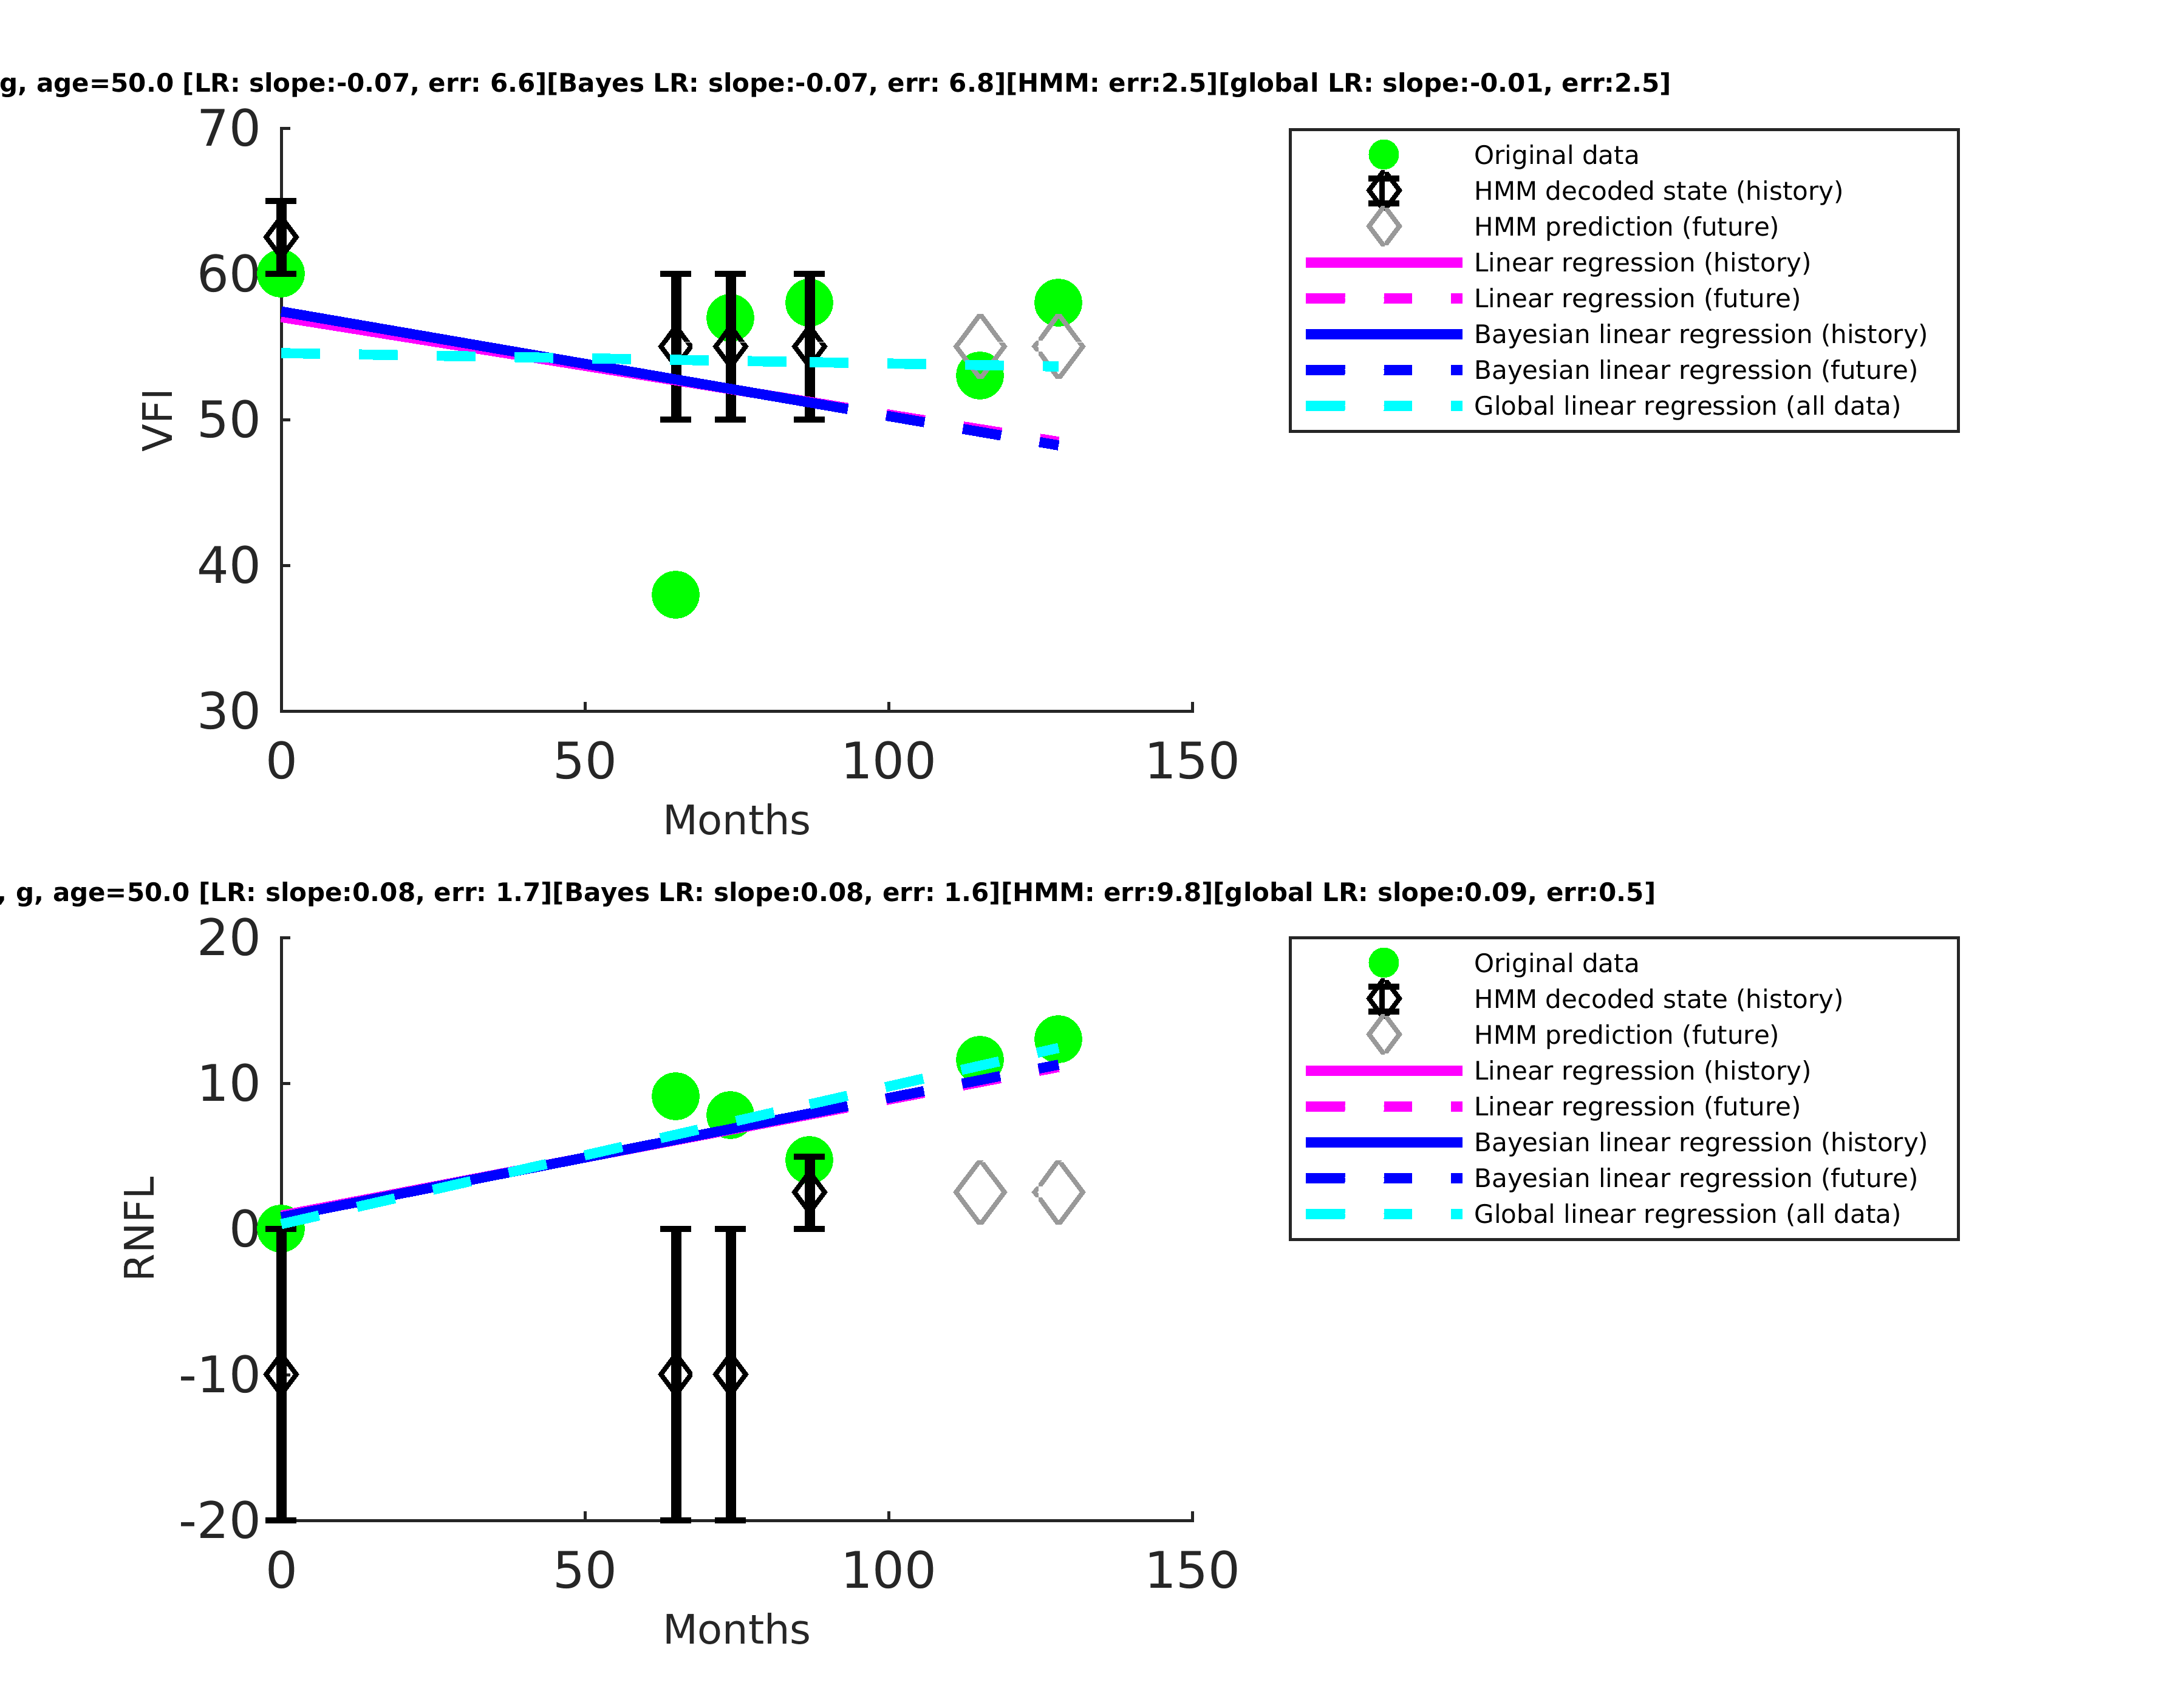 g, age=50.0 [LR: slope:-0.07, err: 6.6][Bayes LR: slope:-0.07, err: 6.8][HMM: err:2.5][global LR: slope:-0.01, err:2.5]
70
60
50
40
30
VFI
0 50 100 150
Months
Original data
HMM decoded state (history)
HMM prediction (future)
Linear regression (history)
Linear regression (future)
Bayesian linear regression (history)
Bayesian linear regression (future)
Global linear regression (all data)
, g, age=50.0 [LR: slope:0.08, err: 1.7][Bayes LR: slope:0.08, err: 1.6][HMM: err:9.8][global LR: slope:0.09, err:0.5]
20
10
0
-10
-20
RNFL
0 50 100 150
Months
Original data
HMM decoded state (history)
HMM prediction (future)
Linear regression (history)
Linear regression (future)
Bayesian linear regression (history)
Bayesian linear regression (future)
Global linear regression (all data)